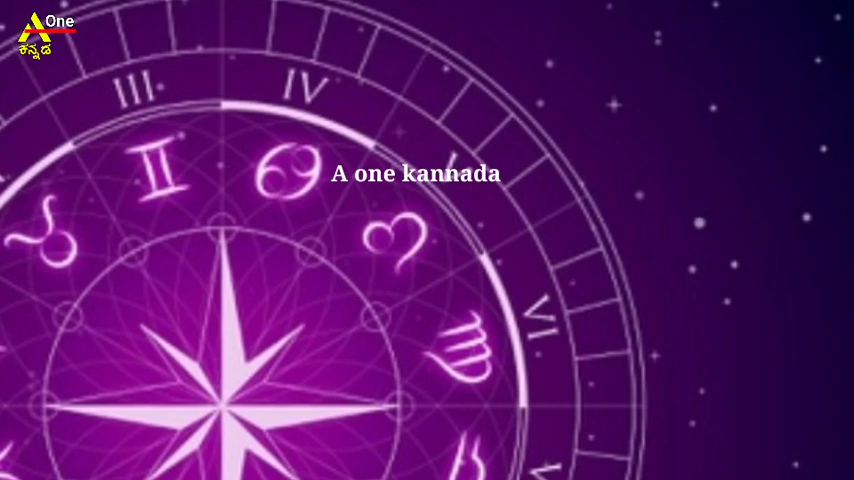 One
ಕನ್ನಡ
III
IV
A one kannada
VI